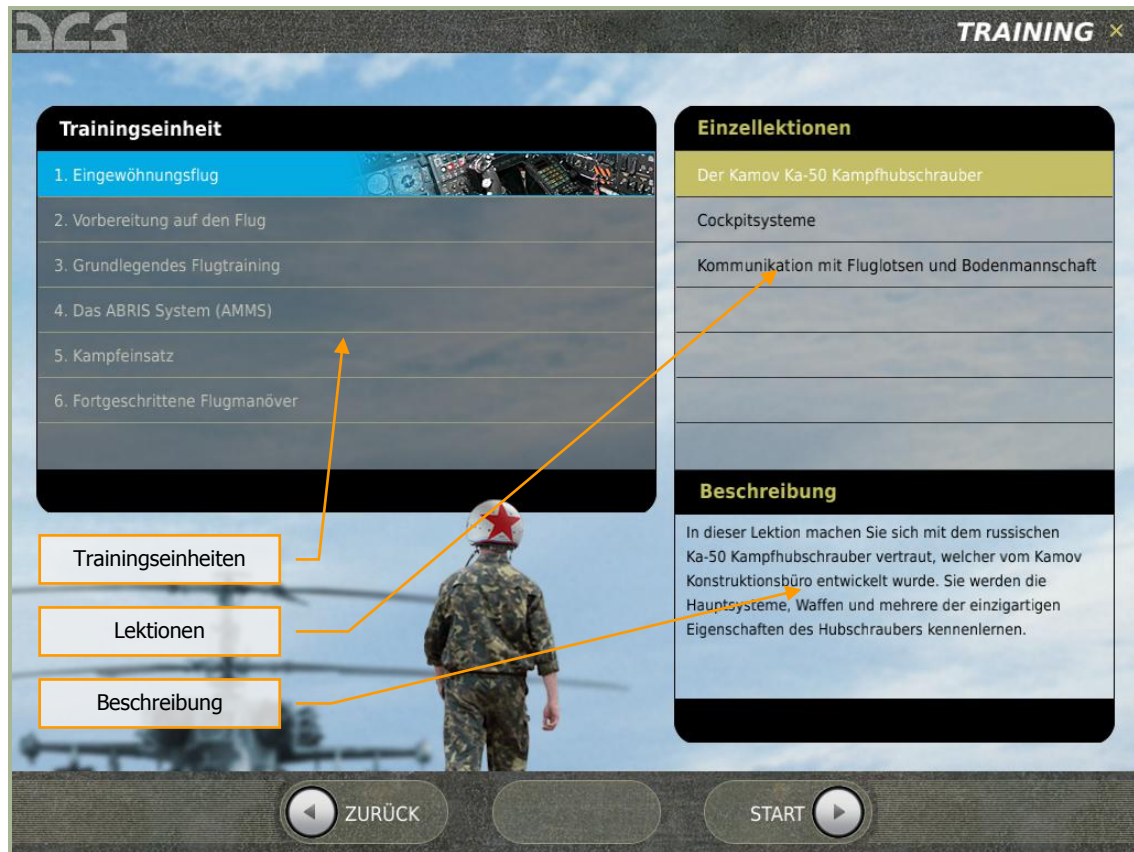 DCS
TRAINING ×
Trainingseinheit
1. Eingewöhnungsflug
2. Vorbereitung auf den Flug
3. Grundlegendes Flugtraining
4. Das ABRIS System (AMMS)
5. Kampfeinsatz
6. Fortgeschrittene Flugmanöver
Einzellektionen
Der Kamov Ka-50 Kampfhubschrauber
Cockpitsysteme
Kommunikation mit Fluglotsen und Bodenmannschaft
Beschreibung
In dieser Lektion machen Sie sich mit dem russischen
Ka-50 Kampfhubschrauber vertraut, welcher vom Kamov
Konstruktionsbüro entwickelt wurde. Sie werden die
Hauptsysteme, Waffen und mehrere der einzigartigen
Eigenschaften des Hubschraubers kennenlernen.
Trainingseinheiten
Lektionen
Beschreibung
ZURÜCK
START